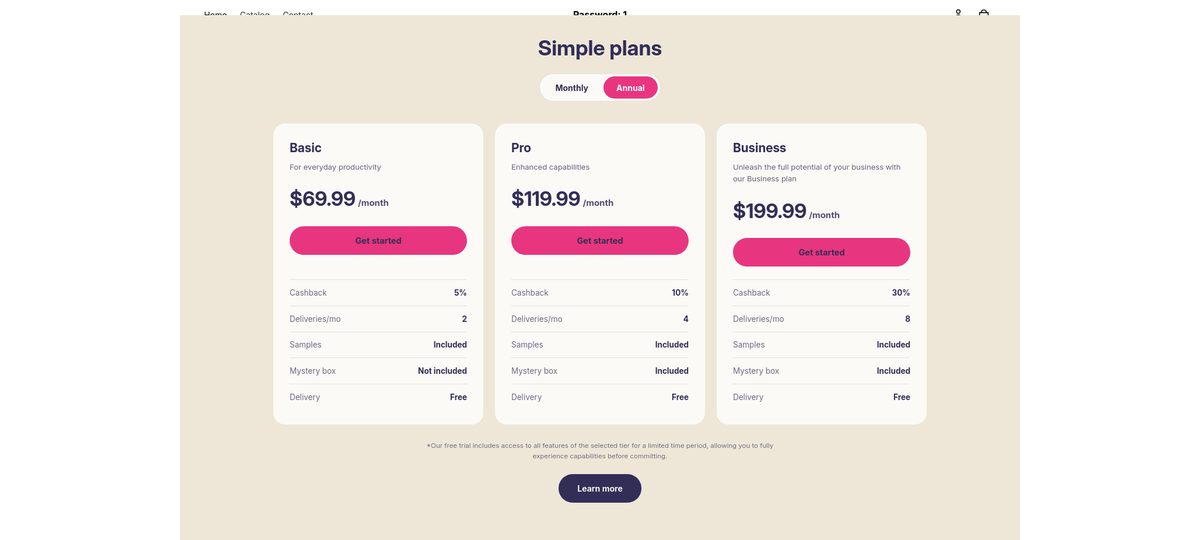 Home Catalog Contact Password: 1
Simple plans
Monthly Annual
Basic
For everyday productivity
$69.99 /month
Get started
Cashback 5%
Deliveries/mo 2
Samples Included
Mystery box Not included
Delivery Free
Pro
Enhanced capabilities
$119.99 /month
Get started
Cashback 10%
Deliveries/mo 4
Samples Included
Mystery box Included
Delivery Free
Business
Unleash the full potential of your business with
our Business plan
$199.99 /month
Get started
Cashback 30%
Deliveries/mo 8
Samples Included
Mystery box Included
Delivery Free
*Our free trial includes access to all features of the selected tier for a limited time period, allowing you to fully
experience capabilities before committing.
Learn more